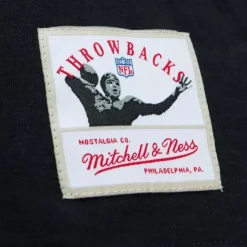 THROWBACKS
NFL
NOSTALGIA CO.
Mitchell & Ness
PHILADELPHIA, PA.